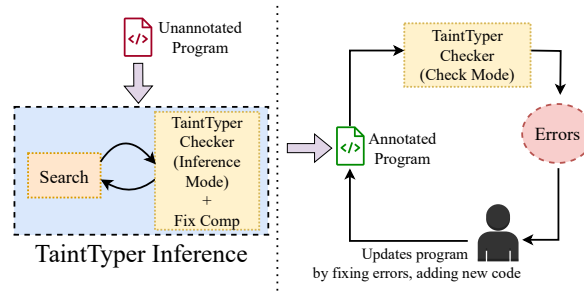 Unannotated
Program
</>
TaintTyper
Checker
(Inference
Mode)
+
Fix Comp
Search
TaintTyper Inference
TaintTyper
Checker
(Check Mode)
</>
Annotated
Program
Errors
Updates program
by fixing errors, adding new code